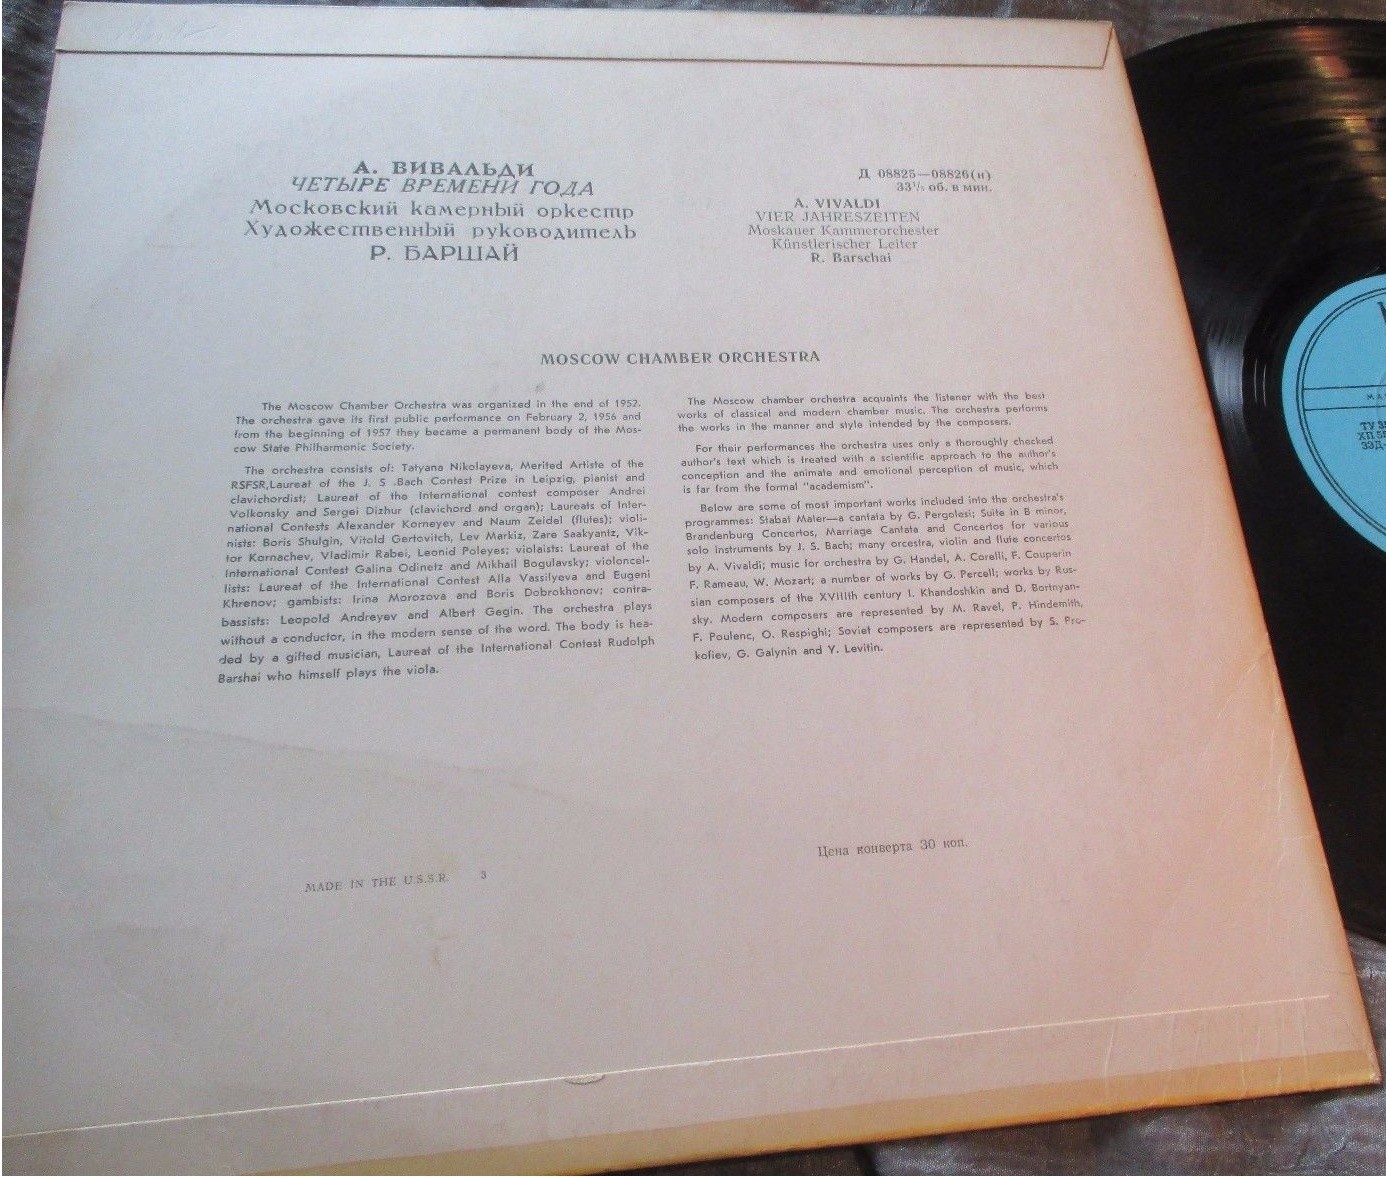 А. ВИВАЛЬДИ
ЧЕТЫРЕ ВРЕМЕНИ ГОДА
Московский камерный оркестр
Художественный руководитель
Р. БАРШАЙ
Д 08825—08826(н)
33⅓ об. в мин.
A. VIVALDI
VIER JAHRESZEITEN
Moskauer Kammerorchester
Künstlerischer Leiter
R. Barschai
MOSCOW CHAMBER ORCHESTRA
The Moscow Chamber Orchestra was organized in the end of 1952.
The orchestra gave its first public performance on February 2, 1956 and
from the beginning of 1957 they became a permanent body of the Mos-
cow State Philharmonic Society.
The orchestra consists of: Tatyana Nikolayeva, Merited Artiste of the
RSFSR,Laureat of the J. S .Bach Contest Prize in Leipzig, pianist and
clavichordist; Laureat of the International contest composer Andrei
Volkonsky and Sergei Dizhur (clavichord and organ); Laureats of Inter-
national Contests Alexander Korneyev and Naum Zeidel (flutes); violi-
nists: Boris Shulgin, Vitold Gertovitch, Lev Markiz, Zare Saakyantz, Vik-
tor Kornachev, Vladimir Rabei, Leonid Poleyes; violaists: Laureat of the
International Contest Galina Odinetz and Mikhail Bogulavsky; violoncel-
lists: Laureat of the International Contest Alla Vassilyeva and Eugeni
Khrenov; gambists: Irina Morozova and Boris Dobrokhonov; contra-
bassists: Leopold Andreyev and Albert Gegin. The orchestra plays
without a conductor, in the modern sense of the word. The body is hea-
ded by a gifted musician, Laureat of the International Contest Rudolph
Barshai who himself plays the viola.
The Moscow chamber orchestra acquaints the listener with the best
works of classical and modern chamber music. The orchestra performs
the works in the manner and style intended by the composers.
For their performances the orchestra uses only a thoroughly checked
author's text which is treated with a scientific approach to the author's
conception and the animate and emotional perception of music, which
is far from the formal "academism".
Below are some of most important works included into the orchestra's
programmes: Stabat Mater—a cantata by G. Pergolesi; Suite in B minor,
Brandenburg Concertos, Marriage Cantata and Concertos for various
solo instruments by J. S. Bach; many orcestra, violin and flute concertos
by A. Vivaldi; music for orchestra by G. Handel, A. Corelli, F. Couperin
F. Rameau, W. Mozart; a number of works by G. Percell; works by Rus-
sian composers of the XVIIIth century I. Khandoshkin and D. Bortnyan-
sky. Modern composers are represented by M. Ravel, P. Hindemith,
F. Poulenc, O. Respighi; Soviet composers are represented by S. Pro-
kofiev, G. Galynin and Y. Levitin.
Цена конверта 30 коп.
MADE IN THE U.S.S.R. 3